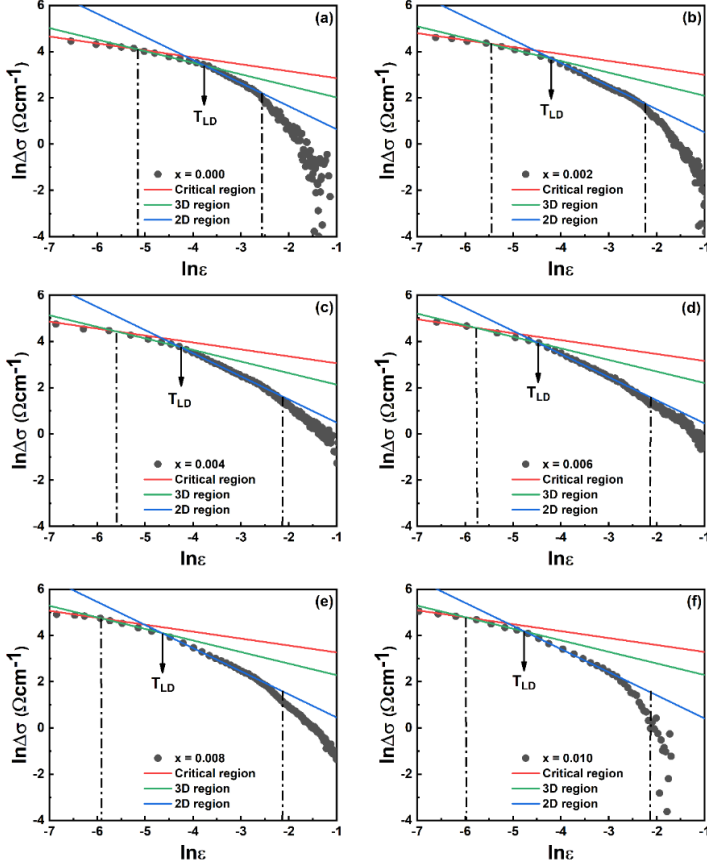 (a)
lnΔσ (Ωcm⁻¹)
6
4
2
0
-2
-4
T_LD
x = 0.000
Critical region
3D region
2D region
-7 -6 -5 -4 -3 -2 -1
lnε
(b)
lnΔσ (Ωcm⁻¹)
6
4
2
0
-2
-4
T_LD
x = 0.002
Critical region
3D region
2D region
-7 -6 -5 -4 -3 -2 -1
lnε
(c)
lnΔσ (Ωcm⁻¹)
6
4
2
0
-2
-4
T_LD
x = 0.004
Critical region
3D region
2D region
-7 -6 -5 -4 -3 -2 -1
lnε
(d)
lnΔσ (Ωcm⁻¹)
6
4
2
0
-2
-4
T_LD
x = 0.006
Critical region
3D region
2D region
-7 -6 -5 -4 -3 -2 -1
lnε
(e)
lnΔσ (Ωcm⁻¹)
6
4
2
0
-2
-4
T_LD
x = 0.008
Critical region
3D region
2D region
-7 -6 -5 -4 -3 -2 -1
lnε
(f)
lnΔσ (Ωcm⁻¹)
6
4
2
0
-2
-4
T_LD
x = 0.010
Critical region
3D region
2D region
-7 -6 -5 -4 -3 -2 -1
lnε